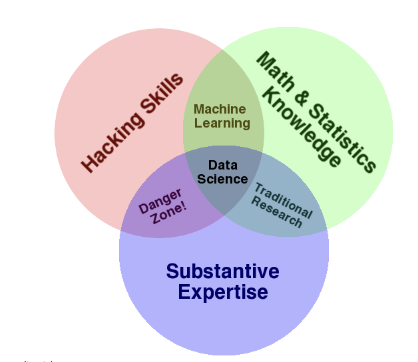 Hacking Skills
Math & Statistics
Knowledge
Machine
Learning
Data
Science
Danger
Zone!
Traditional
Research
Substantive
Expertise